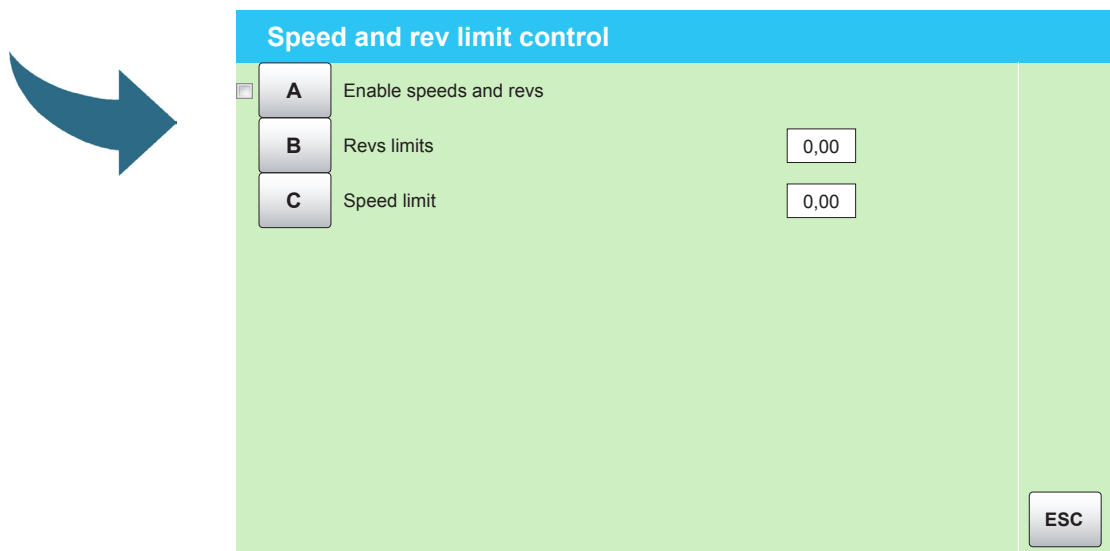 Speed and rev limit control
A Enable speeds and revs
B Revs limits 0,00
C Speed limit 0,00
ESC